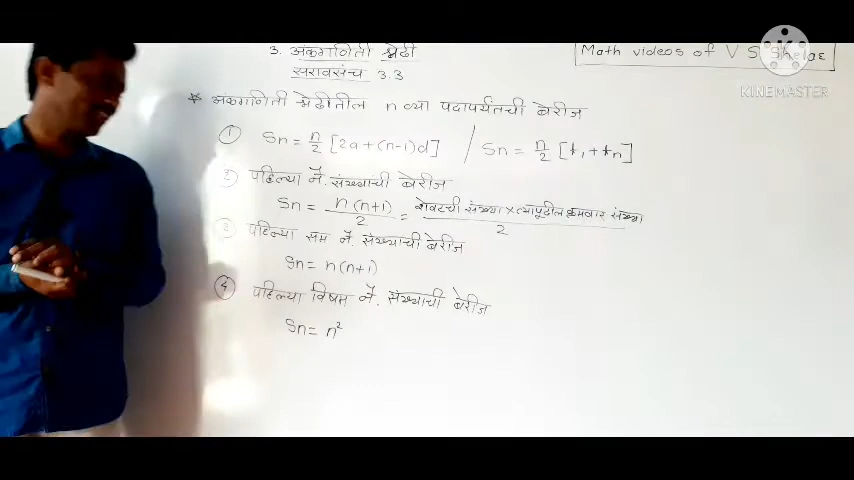 3. अंकगणिती श्रेढी
Math videos of V S Shelar
सरावसंच 3.3
KINEMASTER
* अंकगणिती श्रेढीतील n व्या पदापर्यंतची बेरीज
① Sn = n/2 [2a+(n-1)d] / Sn = n/2 [t₁ + tn]
② पहिल्या नै. संख्यांची बेरीज
Sn = n(n+1)/2 = शेवटची संख्या × त्यापुढील क्रमवार संख्या/2
③ पहिल्या सम नै. संख्याची बेरीज
Sn = n(n+1)
④ पहिल्या विषम नै. संख्याची बेरीज
Sn = n²